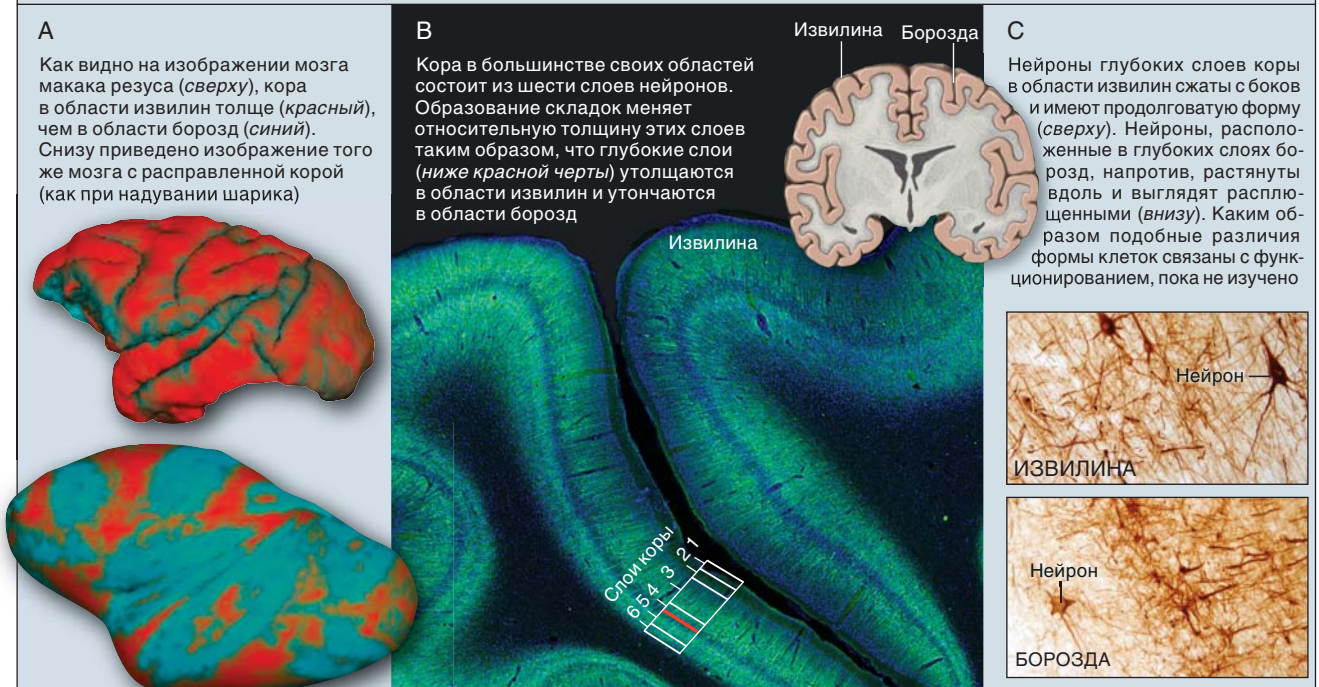 A
Как видно на изображении мозга
макака резуса (сверху), кора
в области извилин толще (красный),
чем в области борозд (синий).
Снизу приведено изображение того
же мозга с расправленной корой
(как при надувании шарика)
B
Кора в большинстве своих областей
состоит из шести слоев нейронов.
Образование складок меняет
относительную толщину этих слоев
таким образом, что глубокие слои
(ниже красной черты) утолщаются
в области извилин и утончаются
в области борозд
Извилина
Борозда
Извилина
Слои коры
1
2
3
4
5
6
C
Нейроны глубоких слоев коры
в области извилин сжаты с боков
и имеют продолговатую форму
(сверху). Нейроны, располо-
женные в глубоких слоях бо-
розд, напротив, растянуты
вдоль и выглядят расплю-
щенными (внизу). Каким об-
разом подобные различия
формы клеток связаны с функ-
ционированием, пока не изучено
Нейрон
ИЗВИЛИНА
Нейрон
БОРОЗДА